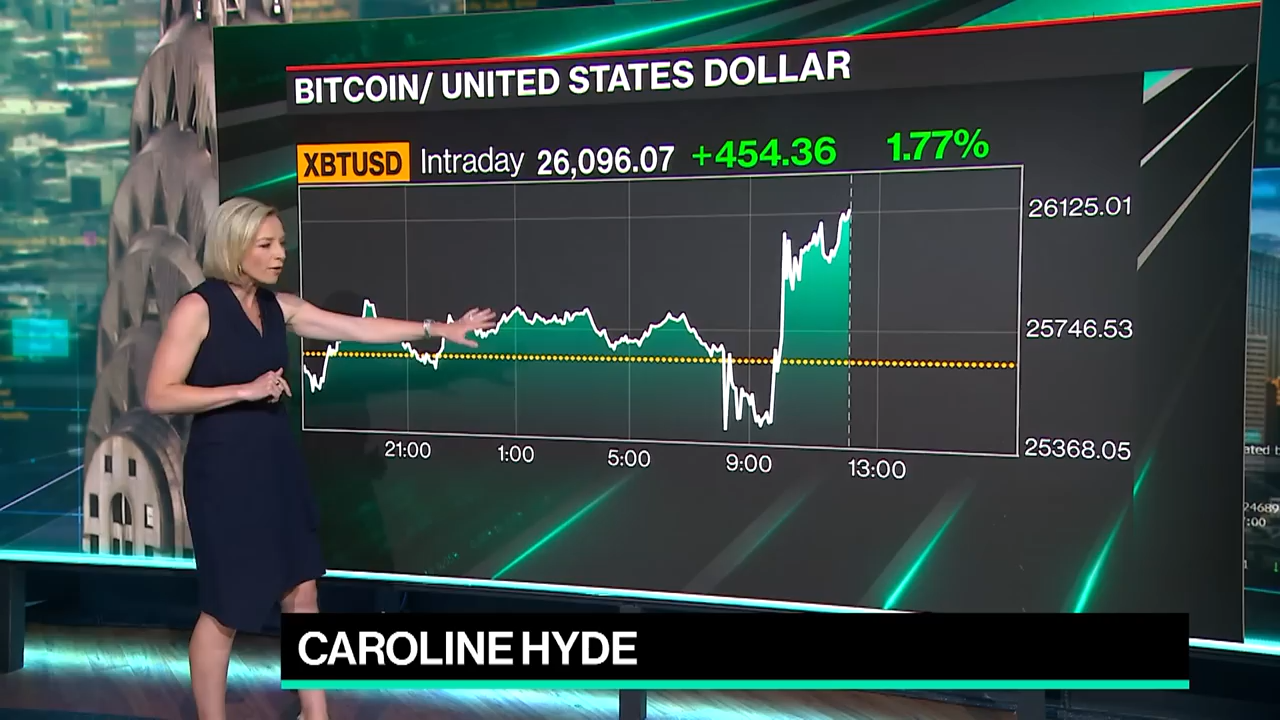 BITCOIN/ UNITED STATES DOLLAR
XBTUSD Intraday 26,096.07 +454.36 1.77%
26125.01
25746.53
25368.05
21:00 1:00 5:00 9:00 13:00
CAROLINE HYDE